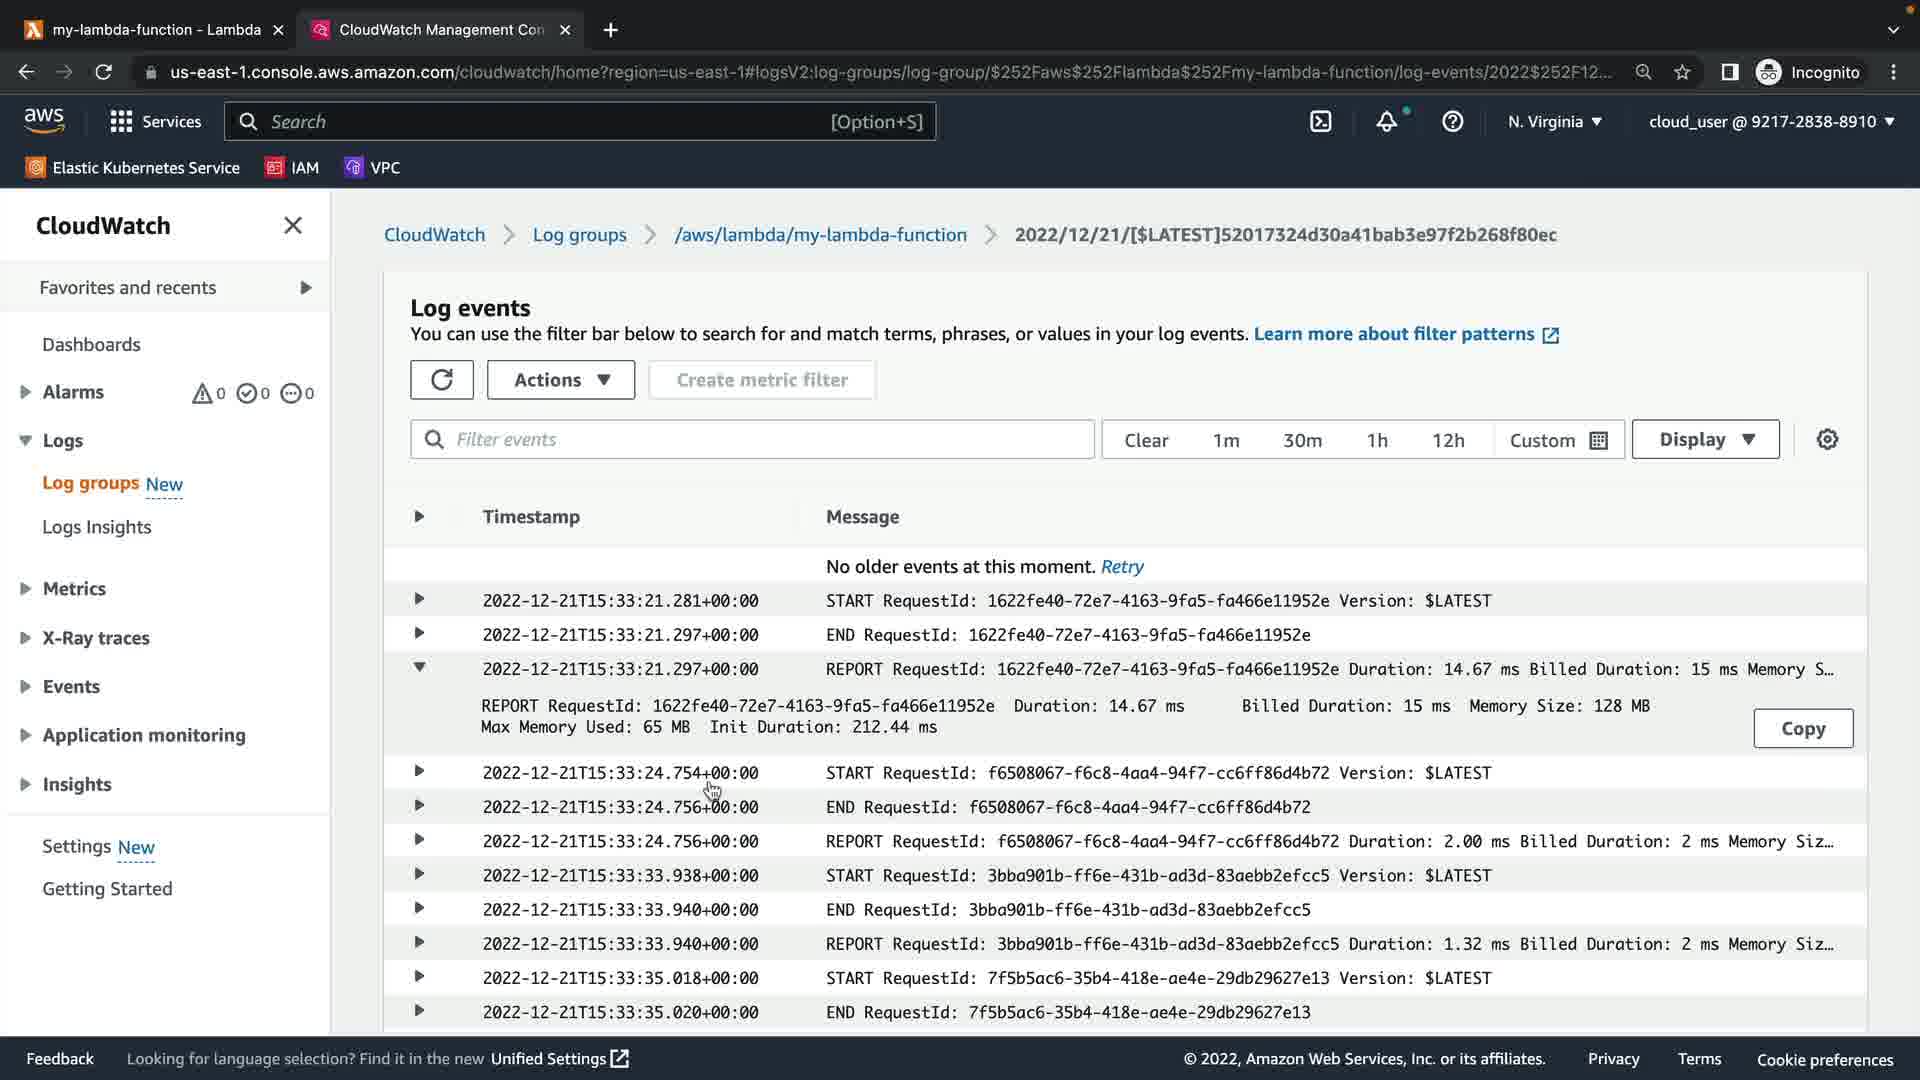 my-lambda-function - Lambda
CloudWatch Management Con
us-east-1.console.aws.amazon.com/cloudwatch/home?region=us-east-1#logsV2:log-groups/log-group/$252Faws$252Flambda$252Fmy-lambda-function/log-events/2022$252F12...
Incognito
aws
Services
Search
[Option+S]
N. Virginia
cloud_user @ 9217-2838-8910
Elastic Kubernetes Service
IAM
VPC
CloudWatch
Favorites and recents
Dashboards
Alarms
0
0
0
Logs
Log groups New
Logs Insights
Metrics
X-Ray traces
Events
Application monitoring
Insights
Settings New
Getting Started
CloudWatch
Log groups
/aws/lambda/my-lambda-function
2022/12/21/[$LATEST]52017324d30a41bab3e97f2b268f80ec
Log events
You can use the filter bar below to search for and match terms, phrases, or values in your log events. Learn more about filter patterns
Actions
Create metric filter
Filter events
Clear
1m
30m
1h
12h
Custom
Display
Timestamp
Message
No older events at this moment. Retry
2022-12-21T15:33:21.281+00:00 START RequestId: 1622fe40-72e7-4163-9fa5-fa466e11952e Version: $LATEST
2022-12-21T15:33:21.297+00:00 END RequestId: 1622fe40-72e7-4163-9fa5-fa466e11952e
2022-12-21T15:33:21.297+00:00 REPORT RequestId: 1622fe40-72e7-4163-9fa5-fa466e11952e Duration: 14.67 ms Billed Duration: 15 ms Memory S...
REPORT RequestId: 1622fe40-72e7-4163-9fa5-fa466e11952e Duration: 14.67 ms Billed Duration: 15 ms Memory Size: 128 MB
Max Memory Used: 65 MB Init Duration: 212.44 ms
Copy
2022-12-21T15:33:24.754+00:00 START RequestId: f6508067-f6c8-4aa4-94f7-cc6ff86d4b72 Version: $LATEST
2022-12-21T15:33:24.756+00:00 END RequestId: f6508067-f6c8-4aa4-94f7-cc6ff86d4b72
2022-12-21T15:33:24.756+00:00 REPORT RequestId: f6508067-f6c8-4aa4-94f7-cc6ff86d4b72 Duration: 2.00 ms Billed Duration: 2 ms Memory Siz...
2022-12-21T15:33:33.938+00:00 START RequestId: 3bba901b-ff6e-431b-ad3d-83aebb2efcc5 Version: $LATEST
2022-12-21T15:33:33.940+00:00 END RequestId: 3bba901b-ff6e-431b-ad3d-83aebb2efcc5
2022-12-21T15:33:33.940+00:00 REPORT RequestId: 3bba901b-ff6e-431b-ad3d-83aebb2efcc5 Duration: 1.32 ms Billed Duration: 2 ms Memory Siz...
2022-12-21T15:33:35.018+00:00 START RequestId: 7f5b5ac6-35b4-418e-ae4e-29db29627e13 Version: $LATEST
2022-12-21T15:33:35.020+00:00 END RequestId: 7f5b5ac6-35b4-418e-ae4e-29db29627e13
Feedback
Looking for language selection? Find it in the new Unified Settings
© 2022, Amazon Web Services, Inc. or its affiliates.
Privacy
Terms
Cookie preferences